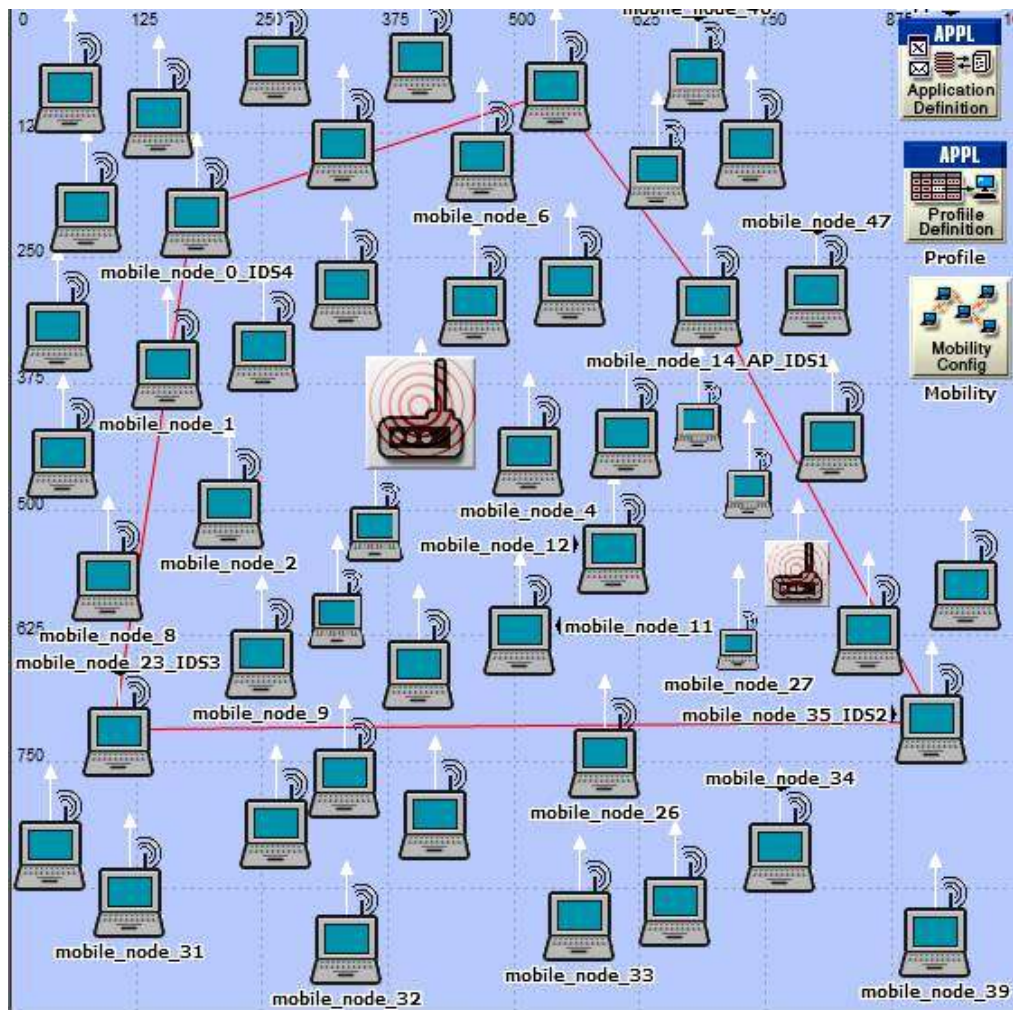 0 125 250 375 500 625 750 875
APPL
Application
Definition
125
APPL
Profiile
Definition
Profile
mobile_node_6
mobile_node_47
250
mobile_node_0_IDS4
Mobility
Config
Mobility
mobile_node_14_AP_IDS1
375
mobile_node_1
500
mobile_node_4
mobile_node_12
mobile_node_2
625
mobile_node_8
mobile_node_11
mobile_node_23_IDS3
mobile_node_27
mobile_node_9
mobile_node_35_IDS2
750
mobile_node_34
mobile_node_26
mobile_node_31
mobile_node_33
mobile_node_32
mobile_node_39